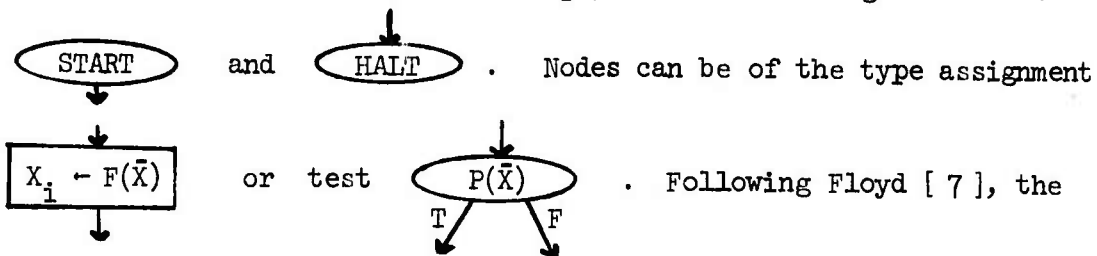 START and HALT . Nodes can be of the type assignment
X_i ← F(X̄) or test P(X̄) . Following Floyd [ 7 ], the
T F